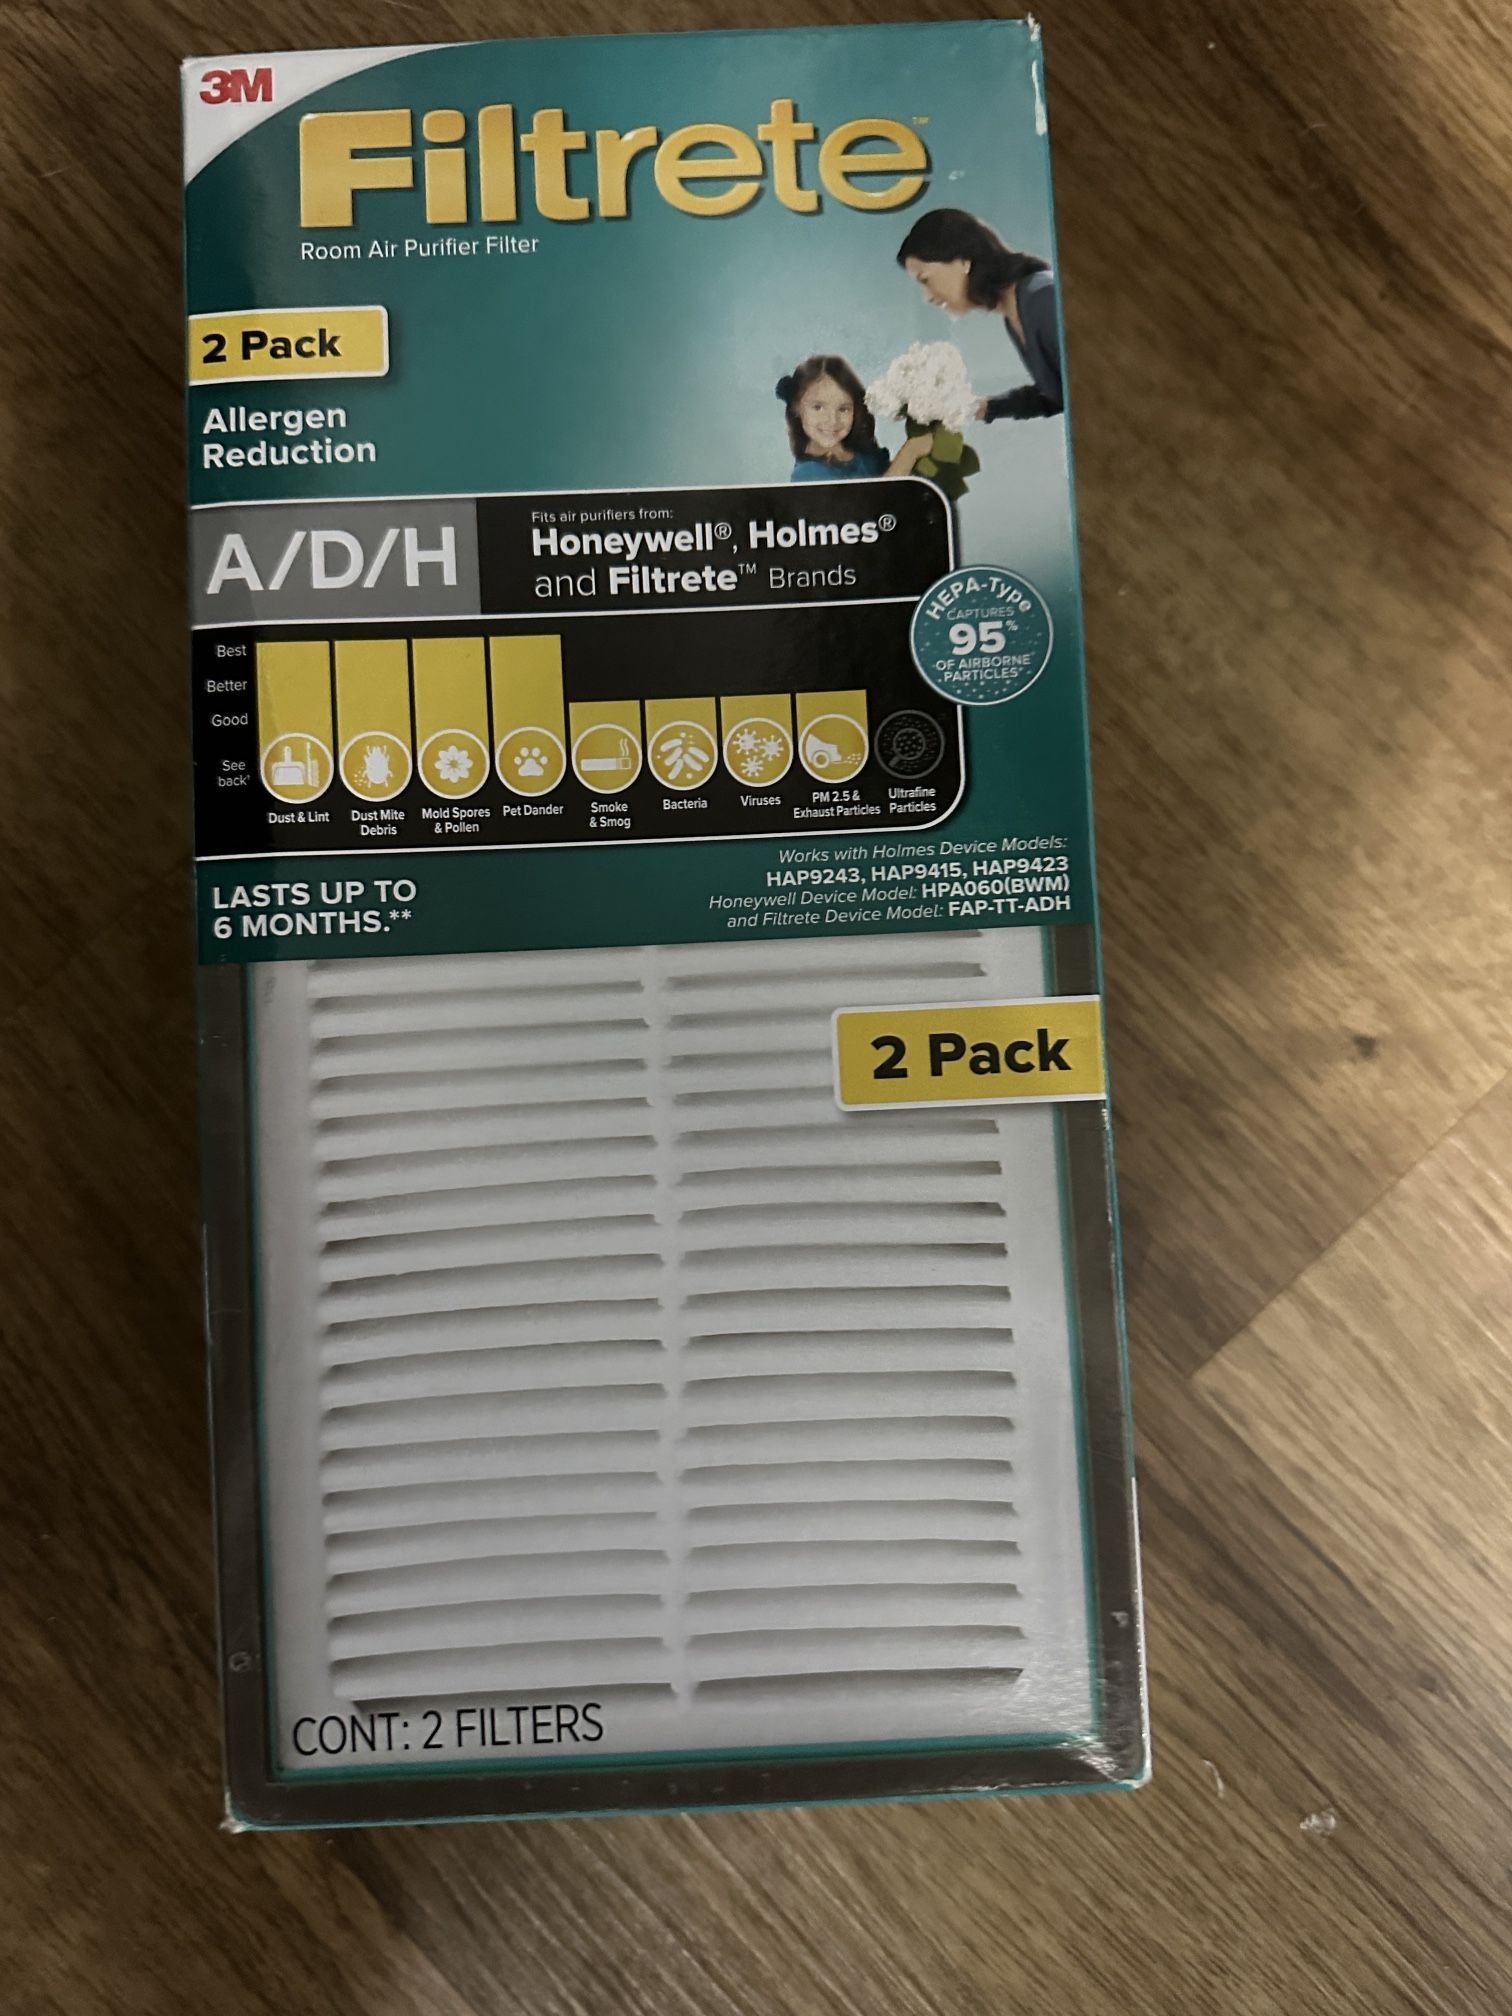 3M
Filtrete™
Room Air Purifier Filter
2 Pack
Allergen
Reduction
A/D/H
Fits air purifiers from:
Honeywell®, Holmes®
and Filtrete™ Brands
HEPA-Type
CAPTURES
95%
OF AIRBORNE
PARTICLES*
Best
Better
Good
See
back†
Dust & Lint
Dust Mite
Debris
Mold Spores
& Pollen
Pet Dander
Smoke
& Smog
Bacteria
Viruses
PM 2.5 &
Exhaust Particles
Ultrafine
Particles
LASTS UP TO
6 MONTHS.**
Works with Holmes Device Models:
HAP9243, HAP9415, HAP9423
Honeywell Device Model: HPA060(BWM)
and Filtrete Device Model: FAP-TT-ADH
2 Pack
CONT: 2 FILTERS